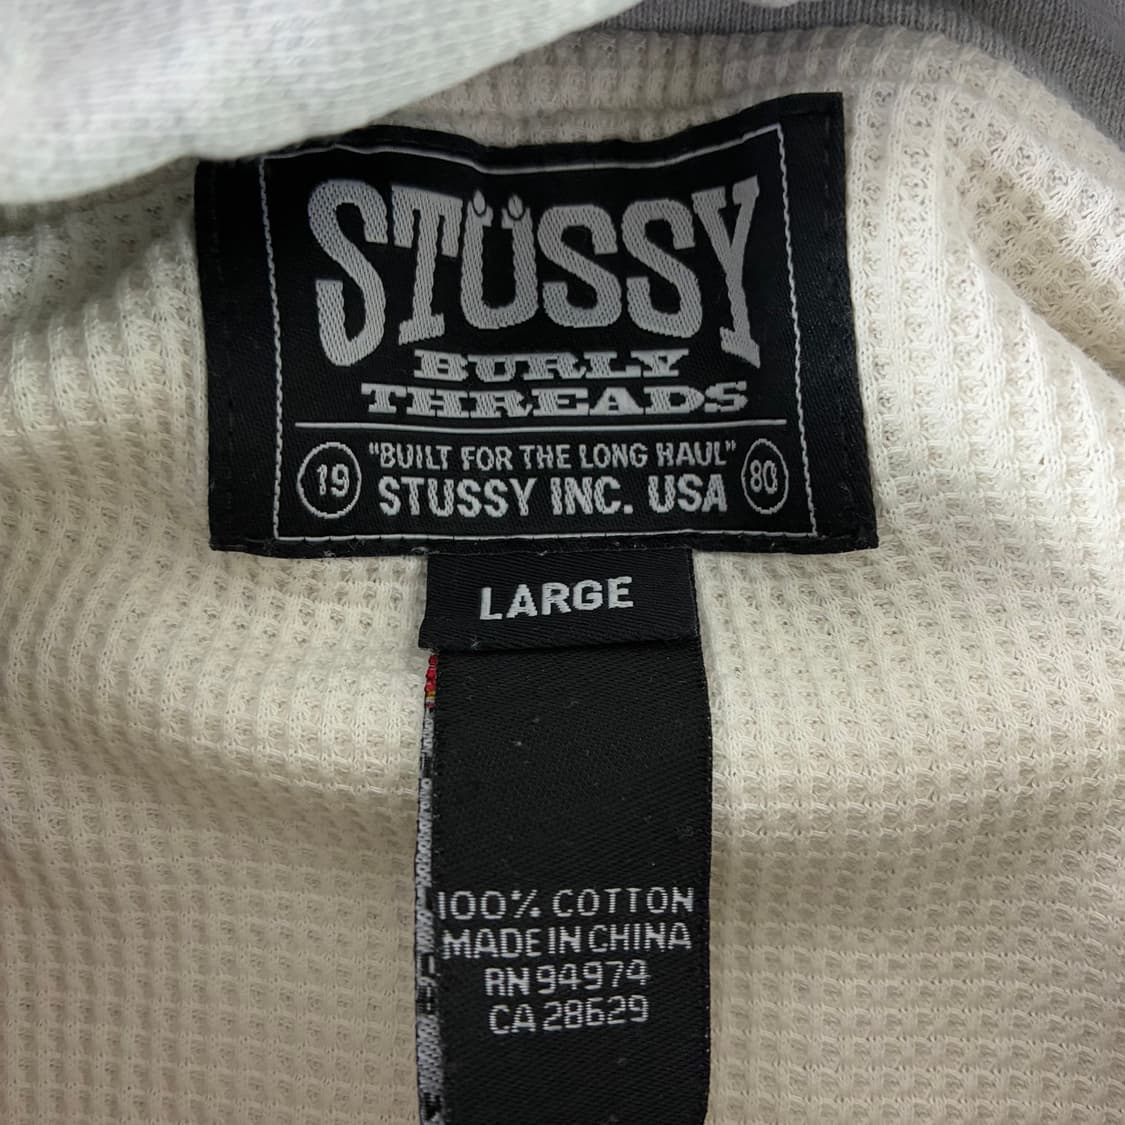 STÜSSY
BURLY
THREADS
19 "BUILT FOR THE LONG HAUL" 80
STUSSY INC. USA
LARGE
100% COTTON
MADE IN CHINA
RN 94974
CA 28629